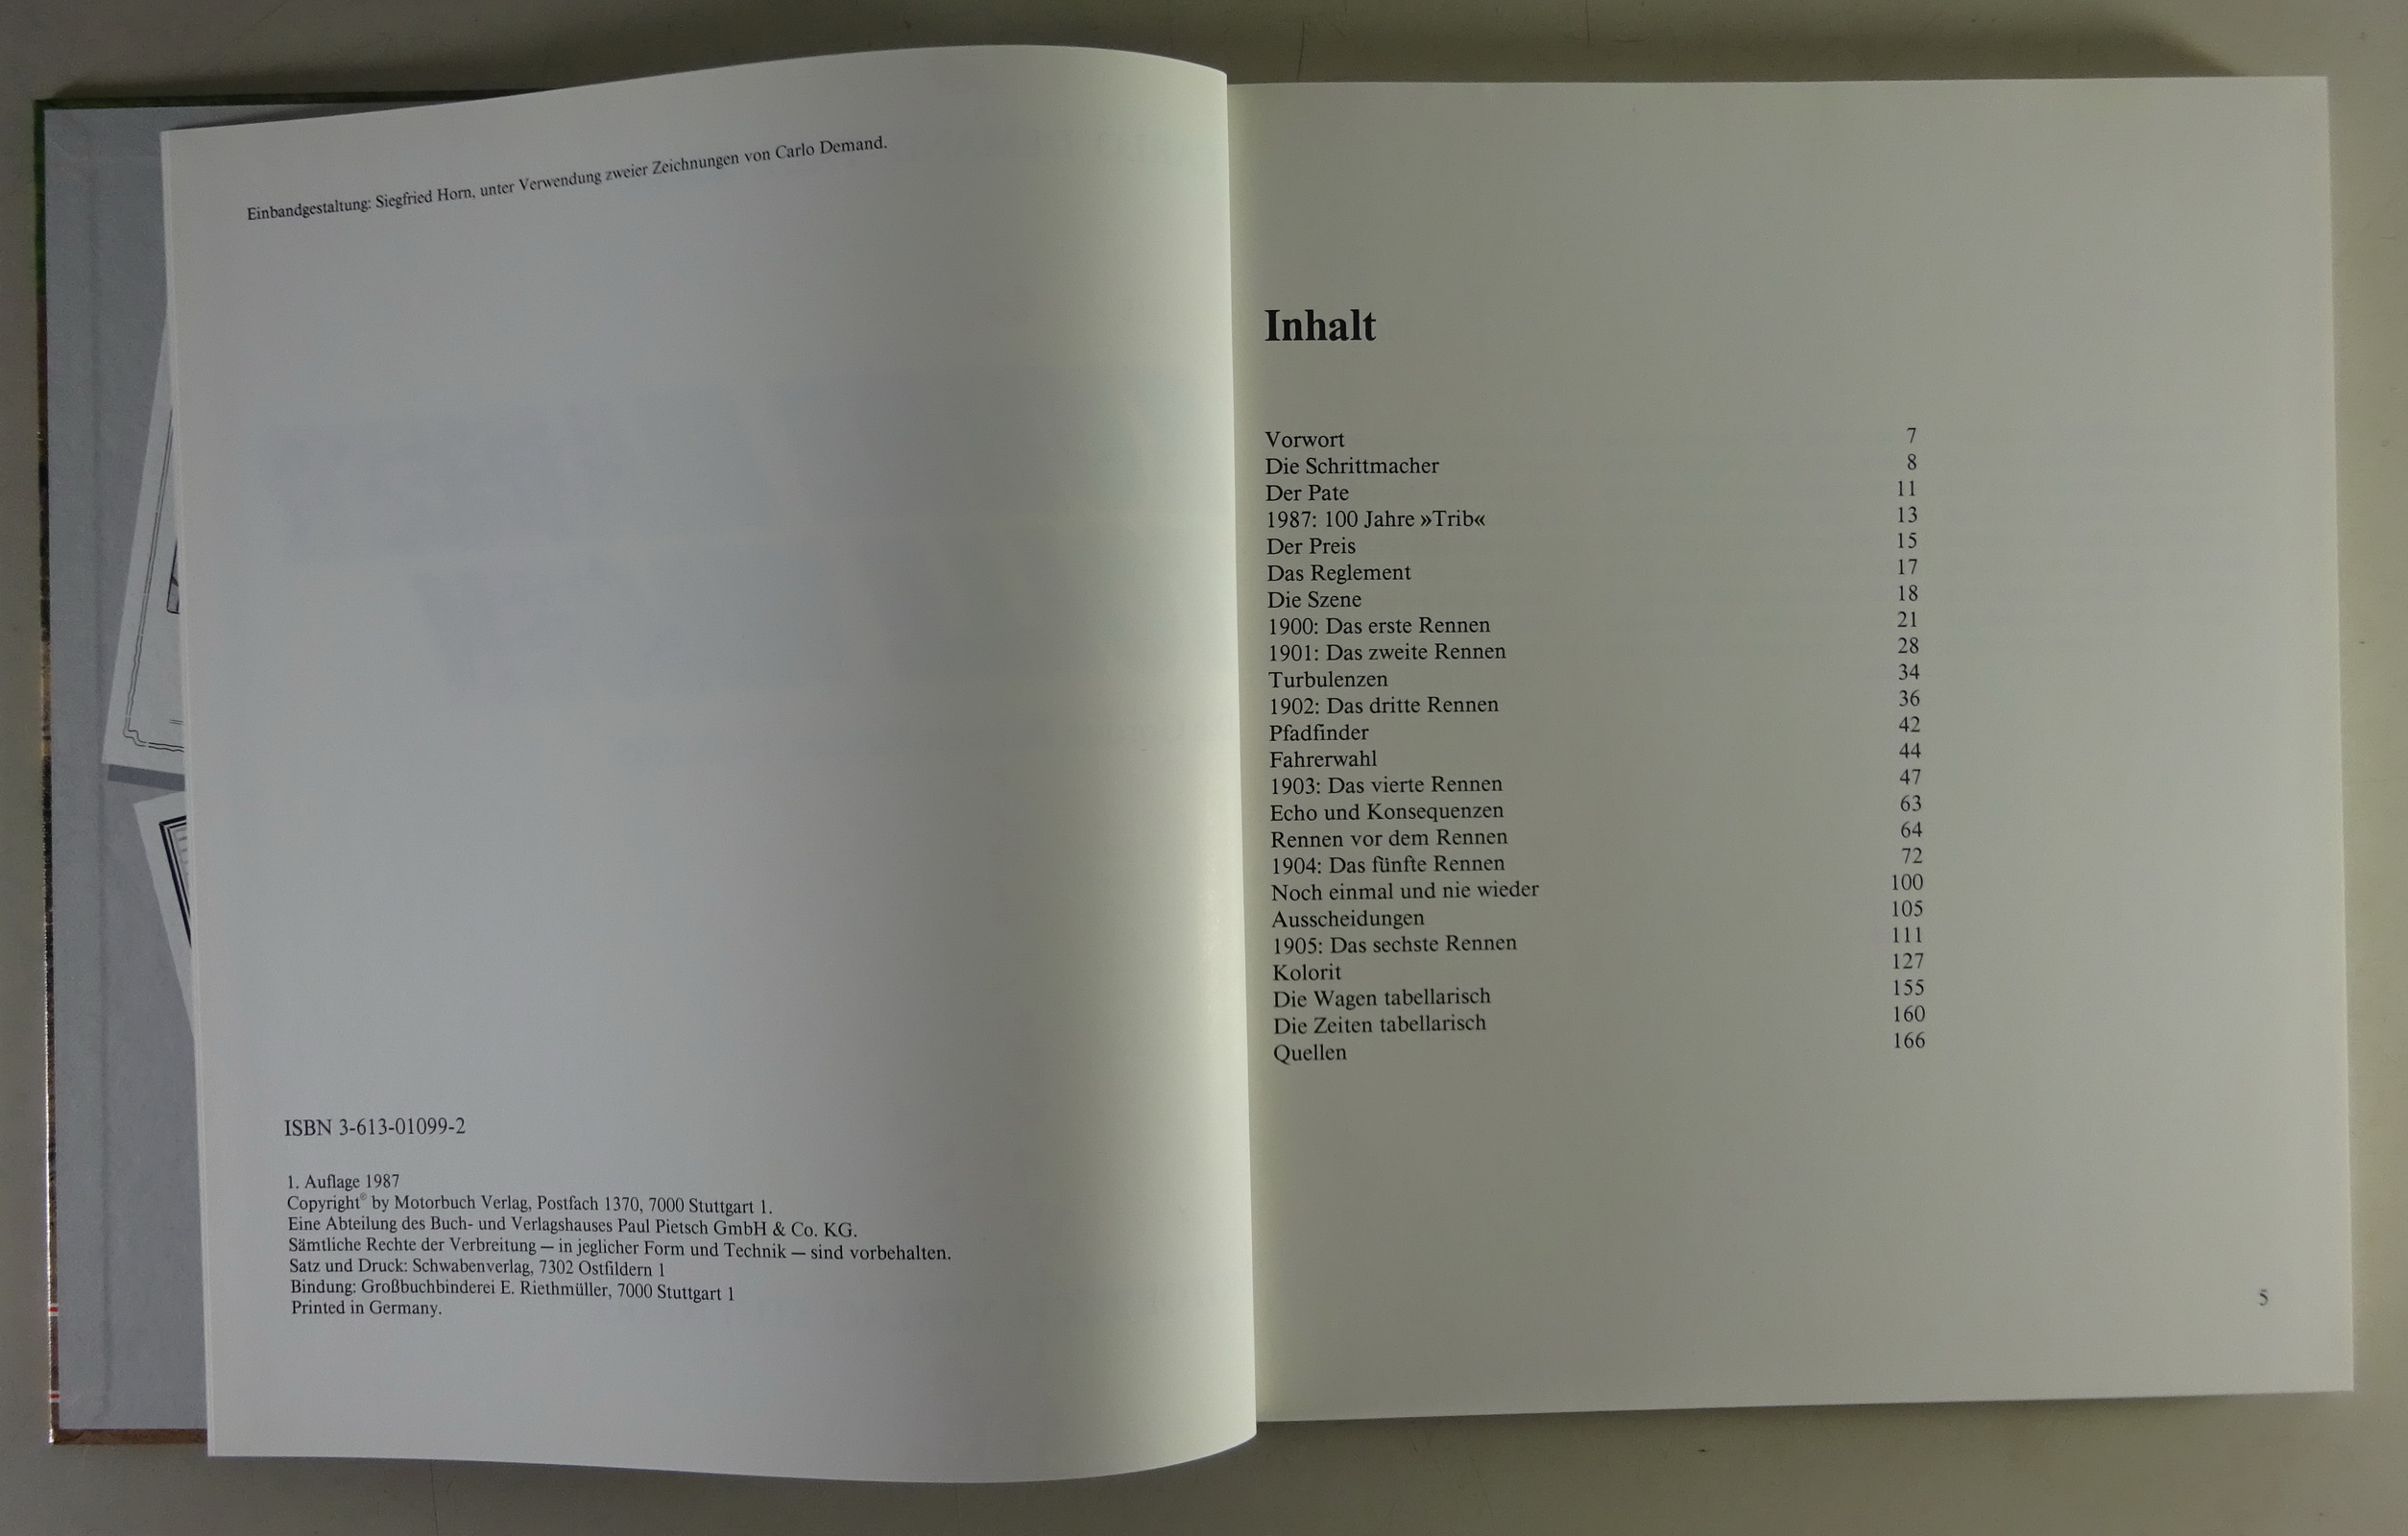 Einbandgestaltung: Siegfried Horn, unter Verwendung zweier Zeichnungen von Carlo Demand.
ISBN 3-613-01099-2
1. Auflage 1987
Copyright© by Motorbuch Verlag, Postfach 1370, 7000 Stuttgart 1.
Eine Abteilung des Buch- und Verlagshauses Paul Pietsch GmbH & Co. KG.
Sämtliche Rechte der Verbreitung — in jeglicher Form und Technik — sind vorbehalten.
Satz und Druck: Schwabenverlag, 7302 Ostfildern 1
Bindung: Großbuchbinderei E. Riethmüller, 7000 Stuttgart 1
Printed in Germany.
Inhalt
Vorwort 7
Die Schrittmacher 8
Der Pate 11
1987: 100 Jahre »Trib« 13
Der Preis 15
Das Reglement 17
Die Szene 18
1900: Das erste Rennen 21
1901: Das zweite Rennen 28
Turbulenzen 34
1902: Das dritte Rennen 36
Pfadfinder 42
Fahrerwahl 44
1903: Das vierte Rennen 47
Echo und Konsequenzen 63
Rennen vor dem Rennen 64
1904: Das fünfte Rennen 72
Noch einmal und nie wieder 100
Ausscheidungen 105
1905: Das sechste Rennen 111
Kolorit 127
Die Wagen tabellarisch 155
Die Zeiten tabellarisch 160
Quellen 166
5